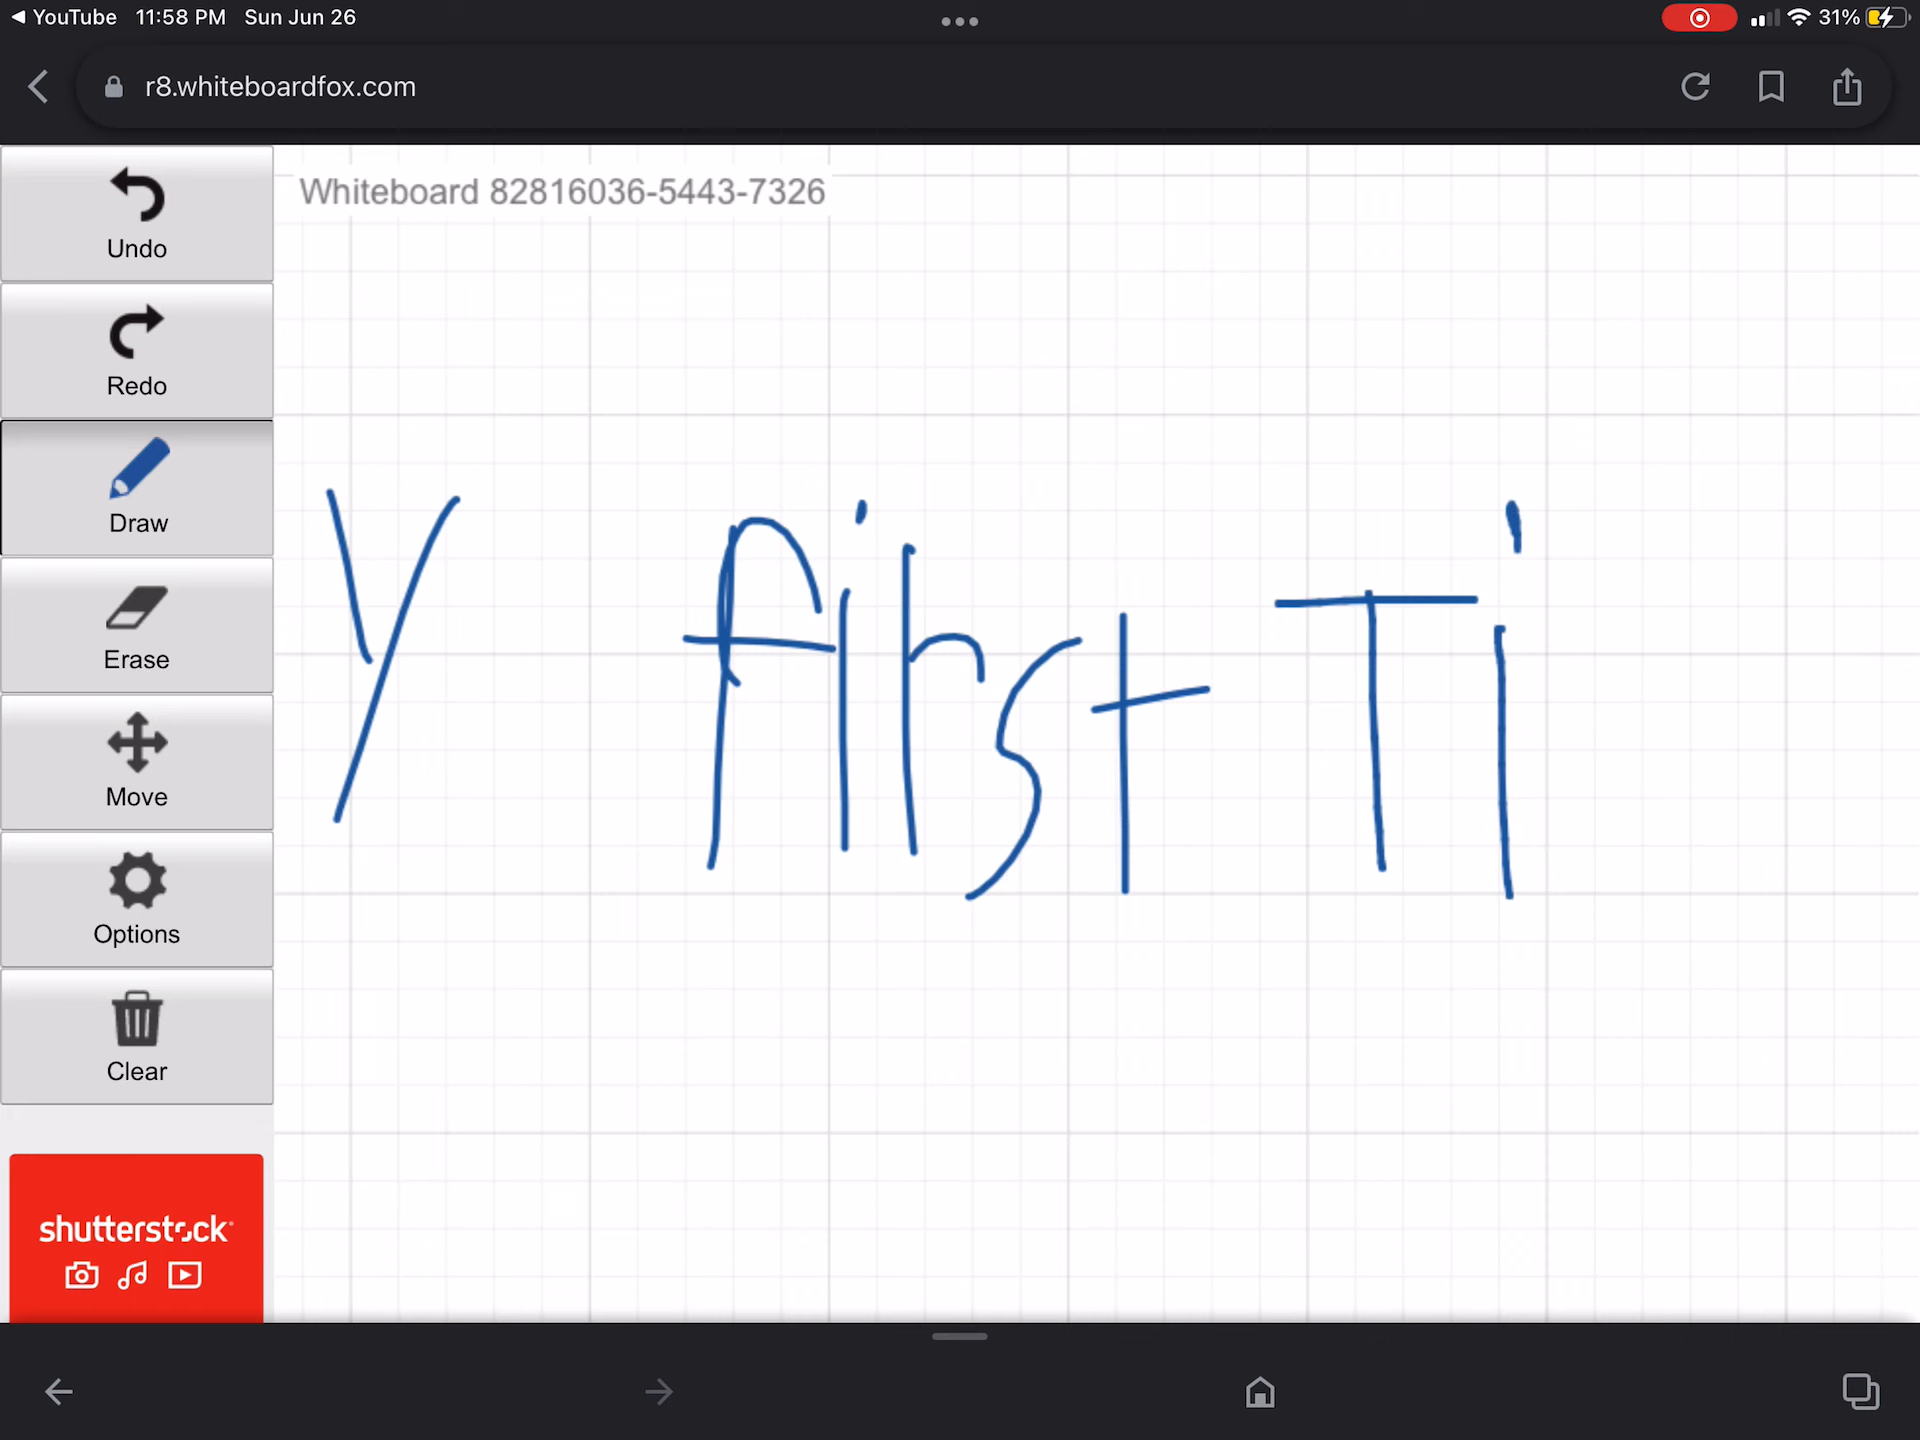 YouTube 11:58 PM Sun Jun 26 31%
r8.whiteboardfox.com
Whiteboard 82816036-5443-7326
Undo
Redo
Draw
Erase
Move
Options
Clear
y first Ti
shutterstock